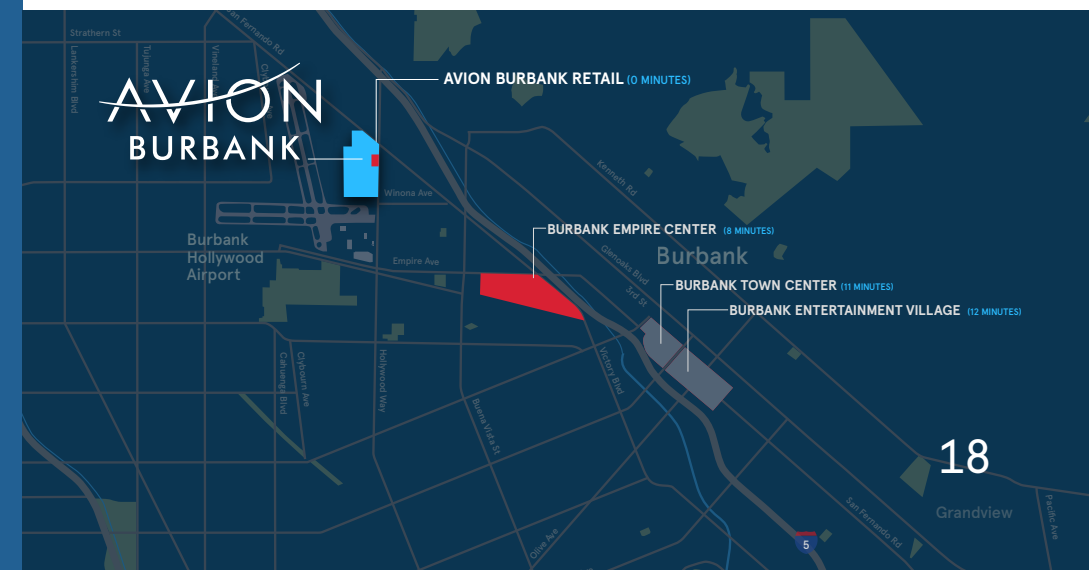 San Fernando Rd
Strathern St
Lankershim Blvd
Tujunga Ave
Vineland
AVION
BURBANK
AVION BURBANK RETAIL (0 MINUTES)
Kenneth Rd
Winona Ave
BURBANK EMPIRE CENTER (8 MINUTES)
Burbank
Hollywood
Airport
Empire Ave
Glenoaks Blvd
Burbank
3rd St
BURBANK TOWN CENTER (11 MINUTES)
BURBANK ENTERTAINMENT VILLAGE (12 MINUTES)
Cahuenga Blvd
Clybourn Ave
Hollywood Way
Victory Blvd
Buena Vista St
18
Olive Ave
5
San Fernando Rd
Grandview
Pacific Ave